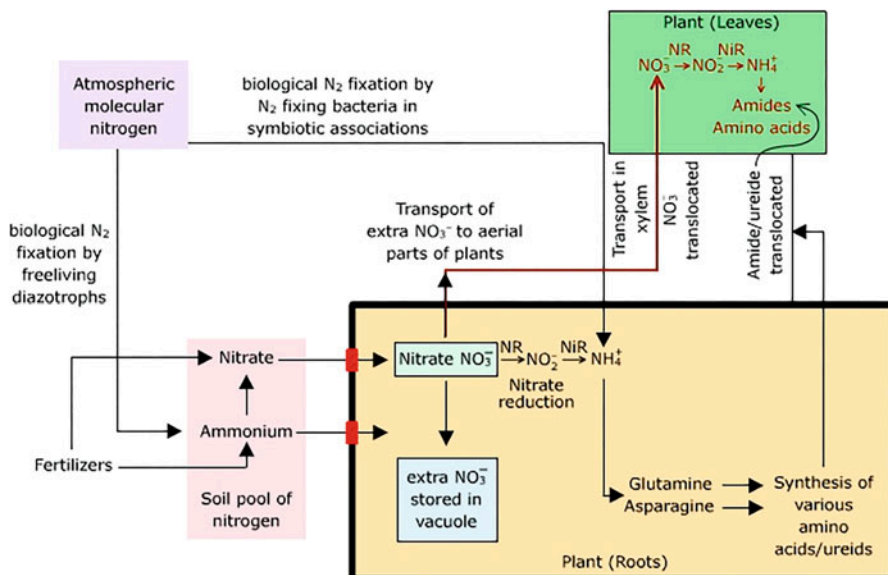 Plant (Leaves)
NR NiR
NO₃⁻→NO₂⁻→NH₄⁺
↓
Amides
Amino acids
Atmospheric
molecular
nitrogen
biological N₂ fixation by
N₂ fixing bacteria in
symbiotic associations
biological N₂
fixation by
freeliving
diazotrophs
Transport of
extra NO₃⁻ to aerial
parts of plants
Transport in
xylem
NO₃⁻
translocated
Amide/ureide
translocated
Nitrate
Ammonium
Fertilizers
Soil pool of
nitrogen
NR NiR
Nitrate NO₃⁻ → NO₂⁻ → NH₄⁺
Nitrate
reduction
extra NO₃⁻
stored in
vacuole
Glutamine
Asparagine
Synthesis of
various
amino
acids/ureids
Plant (Roots)